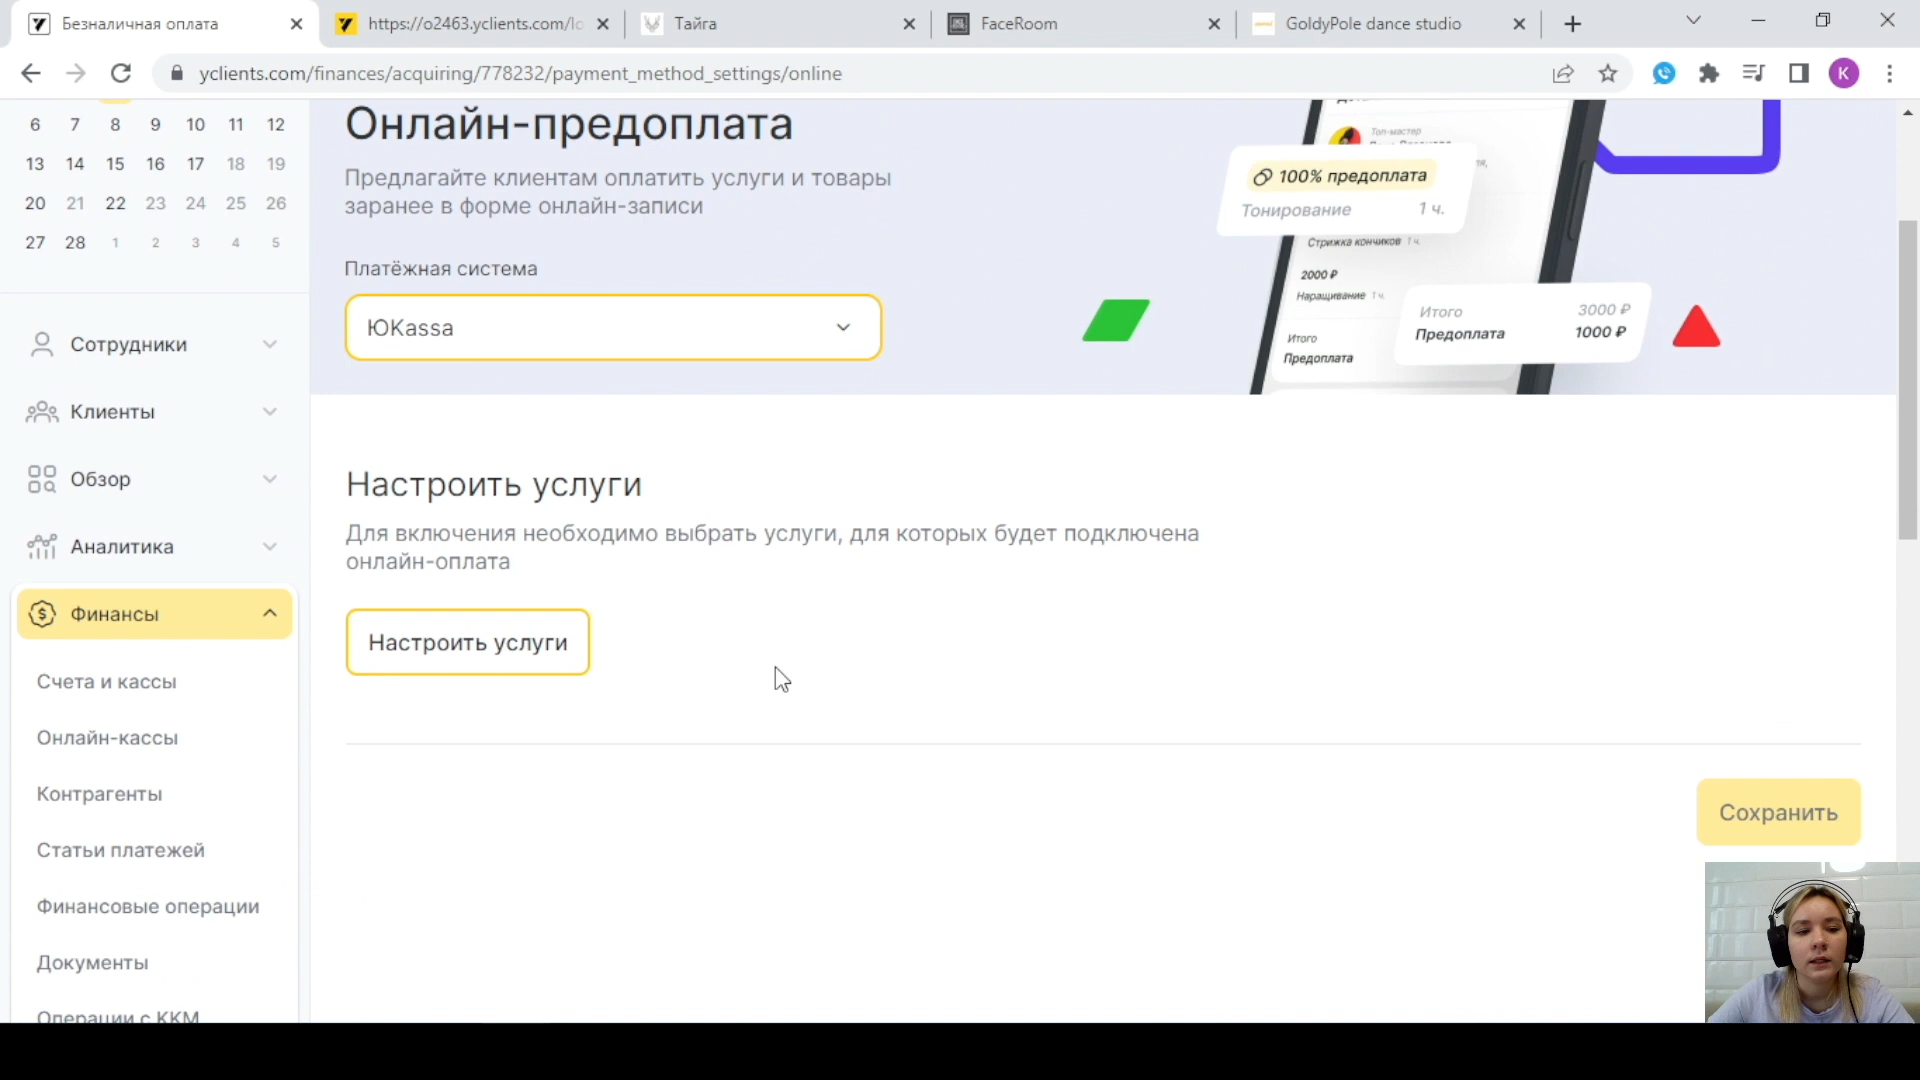 Безналичная оплата
https://o2463.yclients.com/lo
Тайга
FaceRoom
GoldyPole dance studio
yclients.com/finances/acquiring/778232/payment_method_settings/online
K
6 7 8 9 10 11 12
13 14 15 16 17 18 19
20 21 22 23 24 25 26
27 28 1 2 3 4 5
Сотрудники
Клиенты
Обзор
Аналитика
Финансы
Счета и кассы
Онлайн-кассы
Контрагенты
Статьи платежей
Финансовые операции
Документы
Операции с ККМ
Онлайн-предоплата
Предлагайте клиентам оплатить услуги и товары
заранее в форме онлайн-записи
Платёжная система
ЮKassa
Топ-мастер
100% предоплата
Тонирование 1 ч.
Стрижка кончиков 1 ч.
2000 ₽
Наращивание 1 ч.
Итого
Предоплата
Итого 3000 ₽
Предоплата 1000 ₽
Настроить услуги
Для включения необходимо выбрать услуги, для которых будет подключена
онлайн-оплата
Настроить услуги
Сохранить